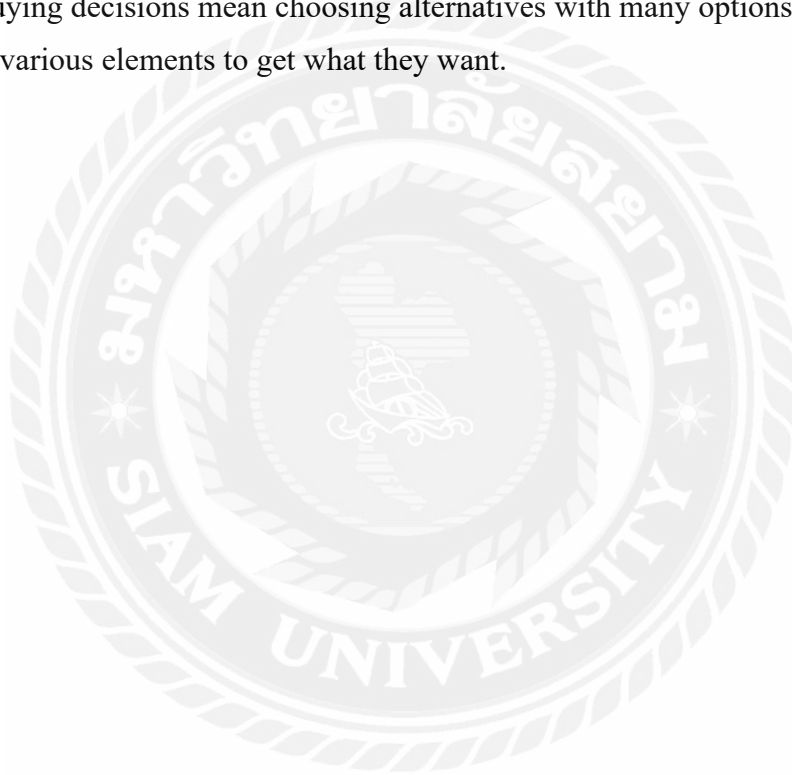 uying decisions mean choosing alternatives with many options
various elements to get what they want.
มหาวิทยาลัยสยาม
SIAM UNIVERSITY